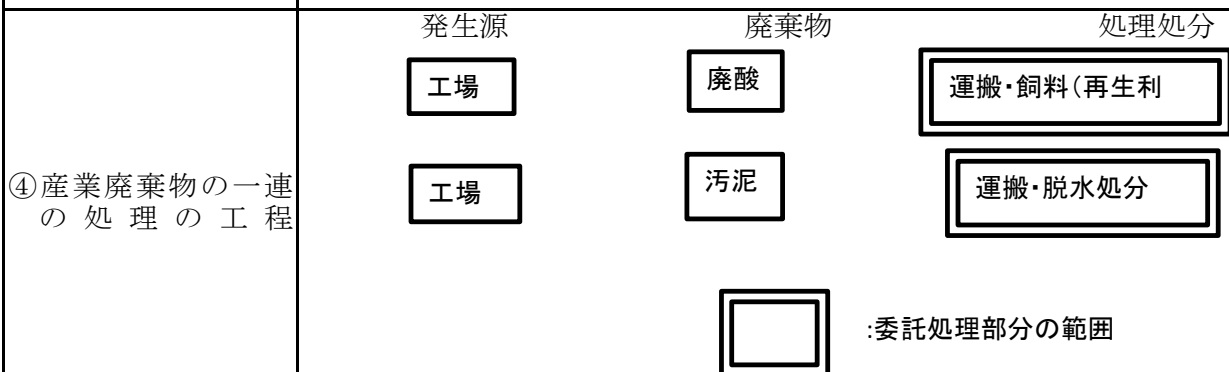 発生源 廃棄物 処理処分
工場 廃酸 運搬・飼料(再生利
④産業廃棄物の一連
の処理の工程
工場 汚泥 運搬・脱水処分
:委託処理部分の範囲